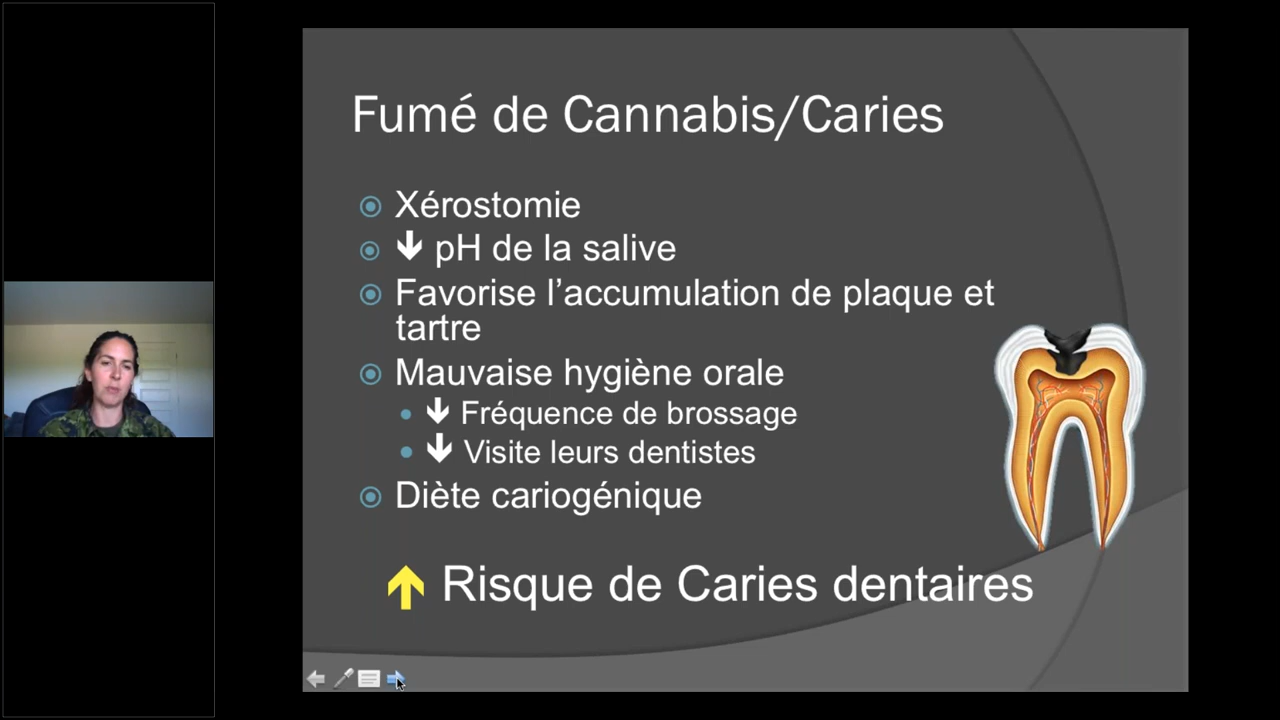 Fumé de Cannabis/Caries
Xérostomie
↓ pH de la salive
Favorise l’accumulation de plaque et
tartre
Mauvaise hygiène orale
↓ Fréquence de brossage
↓ Visite leurs dentistes
Diète cariogénique
↑ Risque de Caries dentaires